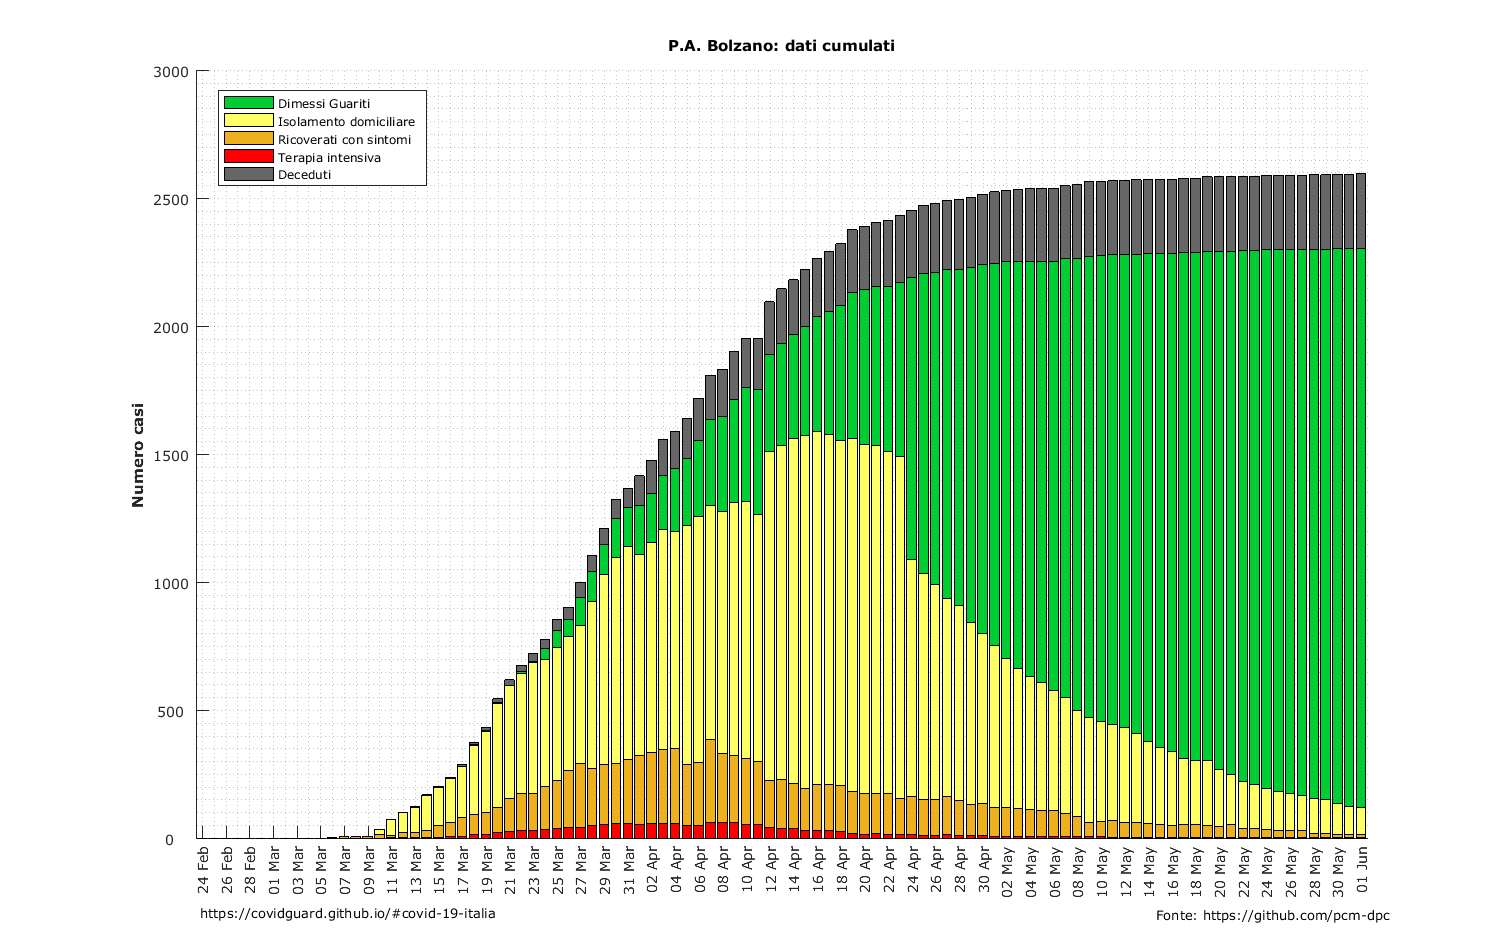 P.A. Bolzano: dati cumulati
3000
2500
2000
1500
1000
500
0
Numero casi
Dimessi Guariti
Isolamento domiciliare
Ricoverati con sintomi
Terapia intensiva
Deceduti
24 Feb
26 Feb
28 Feb
01 Mar
03 Mar
05 Mar
07 Mar
09 Mar
11 Mar
13 Mar
15 Mar
17 Mar
19 Mar
21 Mar
23 Mar
25 Mar
27 Mar
29 Mar
31 Mar
02 Apr
04 Apr
06 Apr
08 Apr
10 Apr
12 Apr
14 Apr
16 Apr
18 Apr
20 Apr
22 Apr
24 Apr
26 Apr
28 Apr
30 Apr
02 May
04 May
06 May
08 May
10 May
12 May
14 May
16 May
18 May
20 May
22 May
24 May
26 May
28 May
30 May
01 Jun
https://covidguard.github.io/#covid-19-italia
Fonte: https://github.com/pcm-dpc